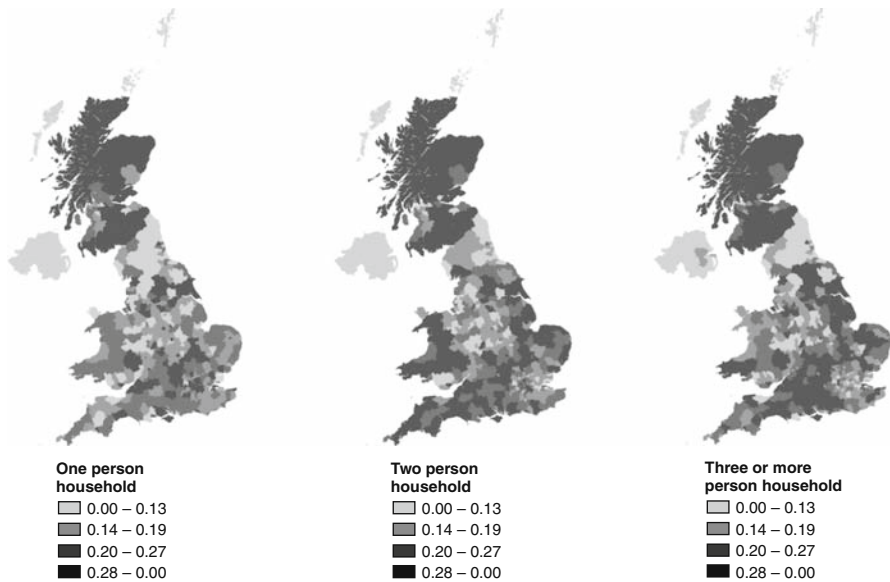 One person
household
0.00 – 0.13
0.14 – 0.19
0.20 – 0.27
0.28 – 0.00
Two person
household
0.00 – 0.13
0.14 – 0.19
0.20 – 0.27
0.28 – 0.00
Three or more
person household
0.00 – 0.13
0.14 – 0.19
0.20 – 0.27
0.28 – 0.00